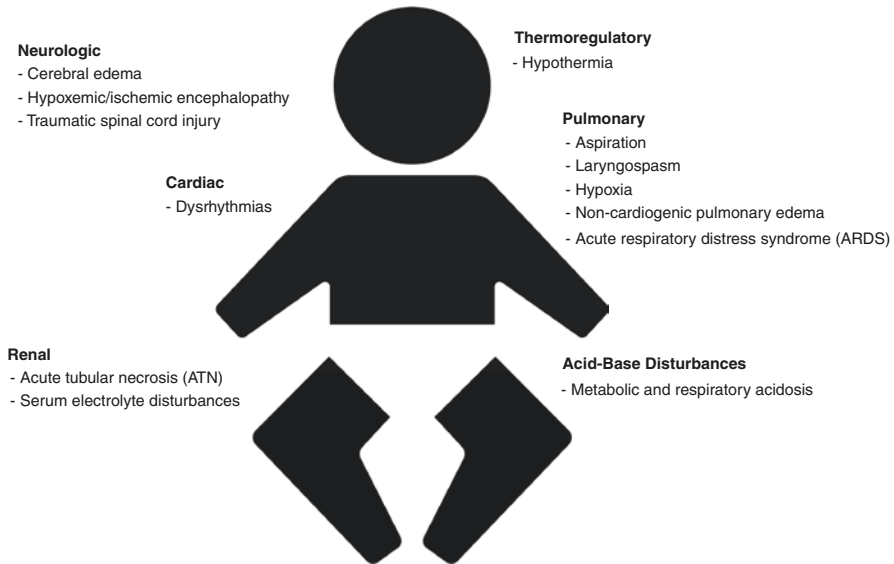 Neurologic
- Cerebral edema
- Hypoxemic/ischemic encephalopathy
- Traumatic spinal cord injury
Thermoregulatory
- Hypothermia
Pulmonary
- Aspiration
- Laryngospasm
- Hypoxia
- Non-cardiogenic pulmonary edema
- Acute respiratory distress syndrome (ARDS)
Cardiac
- Dysrhythmias
Renal
- Acute tubular necrosis (ATN)
- Serum electrolyte disturbances
Acid-Base Disturbances
- Metabolic and respiratory acidosis